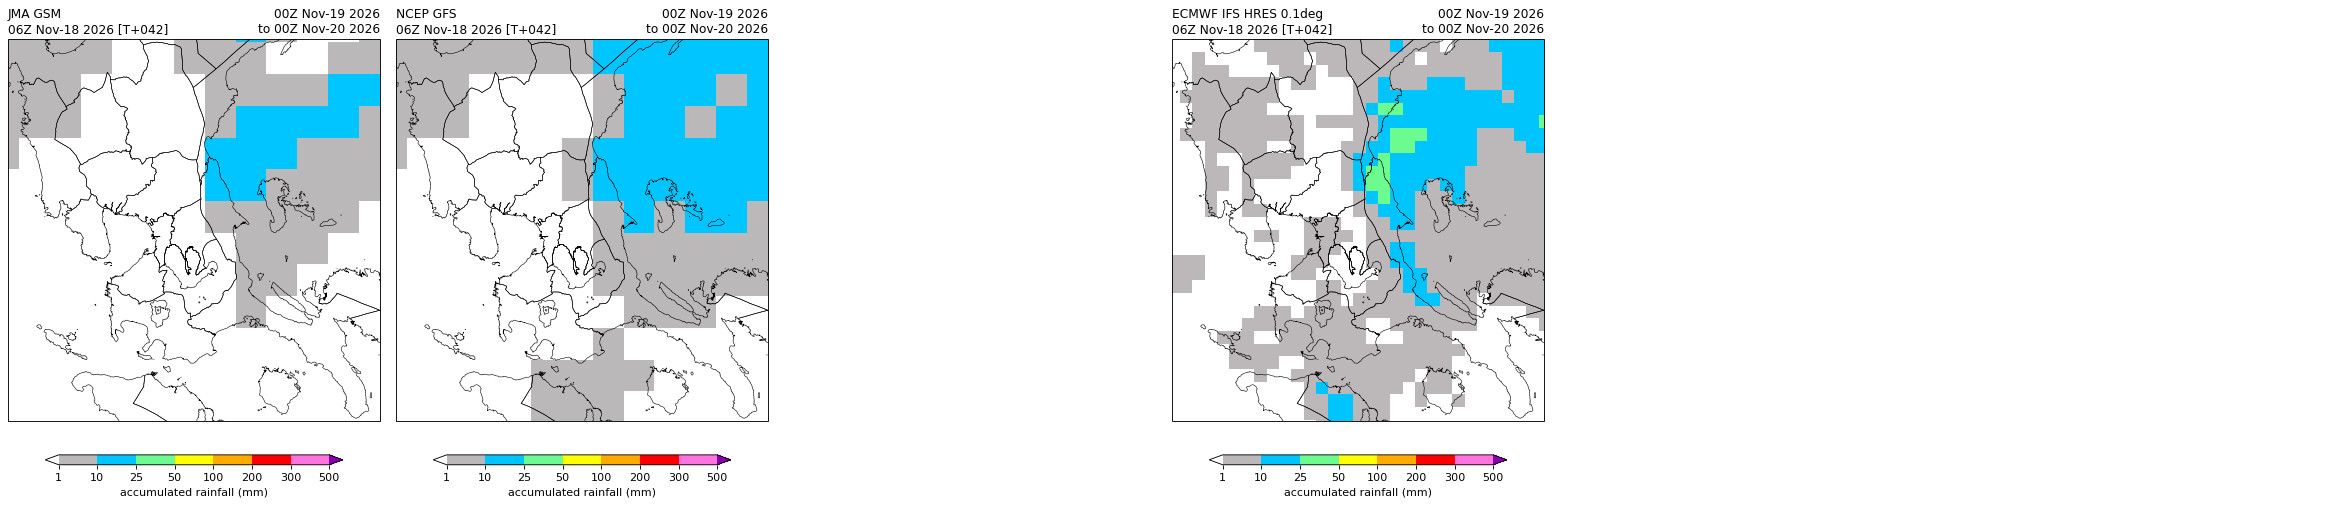 JMA GSM
00Z Nov-19 2026
06Z Nov-18 2026 [T+042]
to 00Z Nov-20 2026
1 10 25 50 100 200 300 500
accumulated rainfall (mm)
NCEP GFS
00Z Nov-19 2026
06Z Nov-18 2026 [T+042]
to 00Z Nov-20 2026
1 10 25 50 100 200 300 500
accumulated rainfall (mm)
ECMWF IFS HRES 0.1deg
00Z Nov-19 2026
06Z Nov-18 2026 [T+042]
to 00Z Nov-20 2026
1 10 25 50 100 200 300 500
accumulated rainfall (mm)